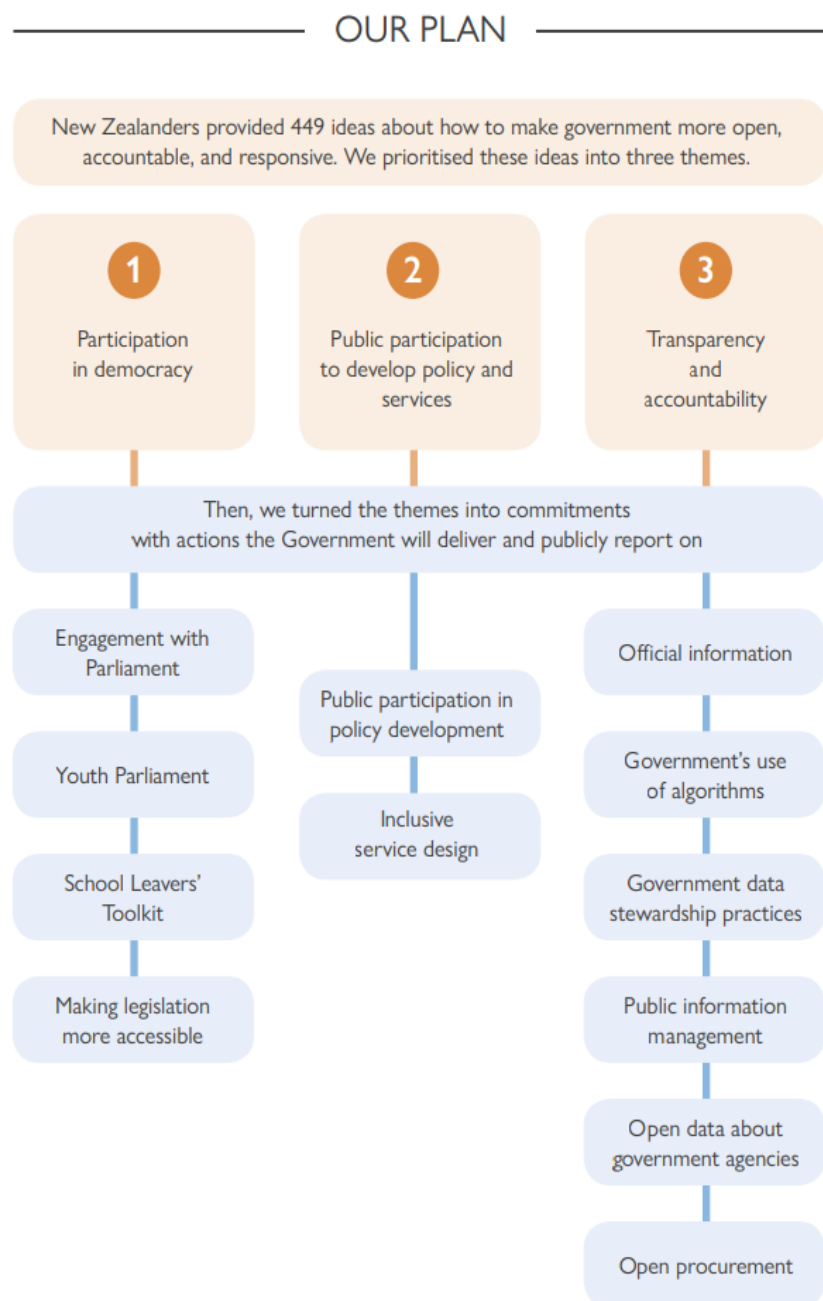 OUR PLAN
New Zealanders provided 449 ideas about how to make government more open,
accountable, and responsive. We prioritised these ideas into three themes.
1
Participation
in democracy
2
Public participation
to develop policy and
services
3
Transparency
and
accountability
Then, we turned the themes into commitments
with actions the Government will deliver and publicly report on
Engagement with
Parliament
Youth Parliament
School Leavers'
Toolkit
Making legislation
more accessible
Public participation in
policy development
Inclusive
service design
Official information
Government's use
of algorithms
Government data
stewardship practices
Public information
management
Open data about
government agencies
Open procurement